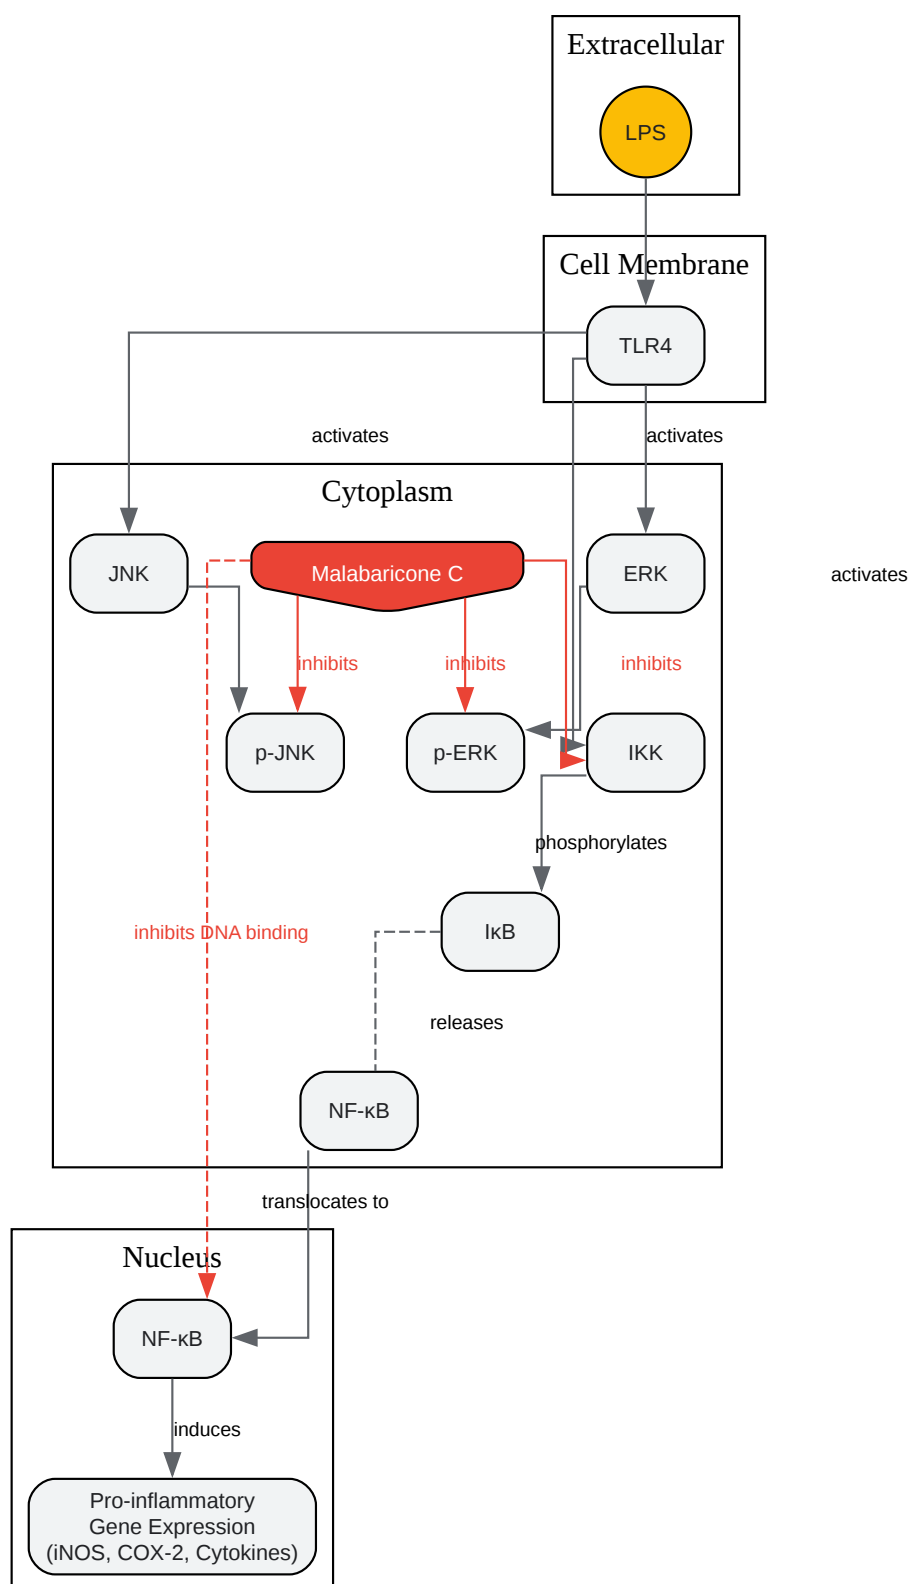 Extracellular
LPS
Cell Membrane
TLR4
activates
activates
Cytoplasm
JNK
Malabaricone C
ERK
activates
inhibits
inhibits
inhibits
p-JNK
p-ERK
IKK
phosphorylates
IκB
inhibits DNA binding
releases
NF-κB
translocates to
Nucleus
NF-κB
induces
Pro-inflammatory
Gene Expression
(iNOS, COX-2, Cytokines)